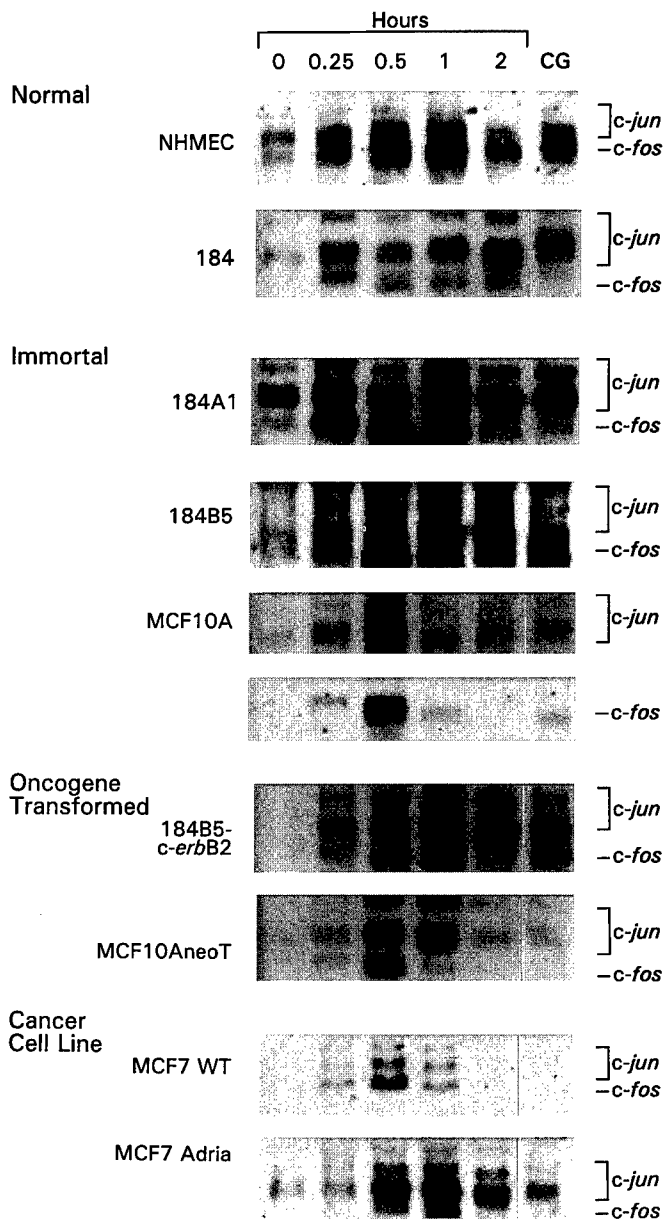 Hours
0 0.25 0.5 1 2 CG
Normal
NHMEC
c-jun
–c-fos
184
c-jun
–c-fos
Immortal
184A1
c-jun
–c-fos
184B5
c-jun
–c-fos
MCF10A
c-jun
–c-fos
Oncogene
Transformed
184B5-
c-erbB2
c-jun
–c-fos
MCF10AneoT
c-jun
–c-fos
Cancer
Cell Line
MCF7 WT
c-jun
–c-fos
MCF7 Adria
c-jun
–c-fos